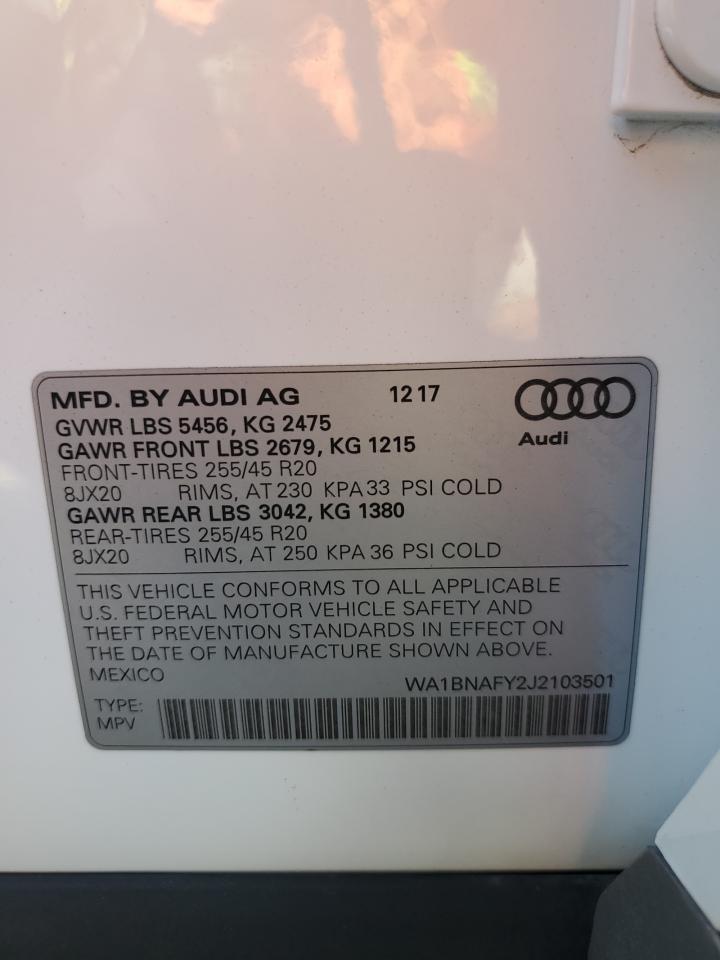 MFD. BY AUDI AG 12 17
GVWR LBS 5456, KG 2475
GAWR FRONT LBS 2679, KG 1215
Audi
FRONT-TIRES 255/45 R20
8JX20 RIMS, AT 230 KPA 33 PSI COLD
GAWR REAR LBS 3042, KG 1380
REAR-TIRES 255/45 R20
8JX20 RIMS, AT 250 KPA 36 PSI COLD
THIS VEHICLE CONFORMS TO ALL APPLICABLE
U.S. FEDERAL MOTOR VEHICLE SAFETY AND
THEFT PREVENTION STANDARDS IN EFFECT ON
THE DATE OF MANUFACTURE SHOWN ABOVE.
MEXICO WA1BNAFY2J2103501
TYPE:
MPV